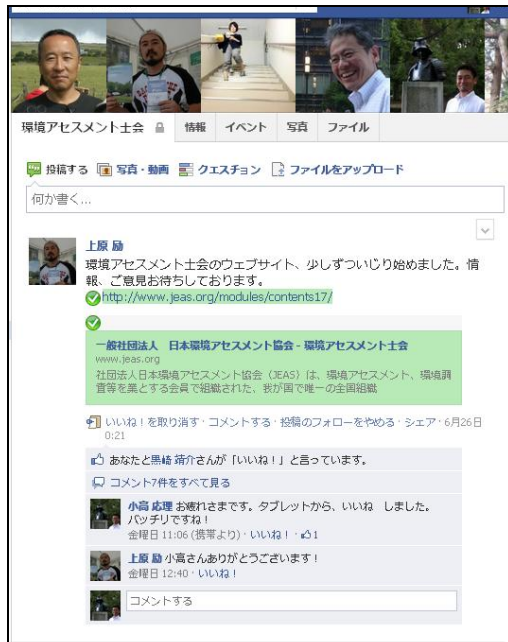 環境アセスメント士会 情報 イベント 写真 ファイル
投稿する 写真・動画 クエスチョン ファイルをアップロード
何か書く...
上原 励
環境アセスメント士会のウェブサイト、少しずついじり始めました。情
報、ご意見お待ちしております。
http://www.jeas.org/modules/contents17/
一般社団法人 日本環境アセスメント協会 - 環境アセスメント士会
www.jeas.org
社団法人日本環境アセスメント協会（JEAS）は、環境アセスメント、環境調
査等を業とする会員で組織された、我が国で唯一の全国組織
いいね！を取り消す · コメントする · 投稿のフォローをやめる · シェア · 6月26日
0:21
あなたと黒崎 靖介さんが「いいね！」と言っています。
コメント7件をすべて見る
小高 応理 お疲れさまです。タブレットから、いいね しました。
バッチリですね！
金曜日 11:06 (携帯より) · いいね！ · 1
上原 励 小高さんありがとうございます！
金曜日 12:40 · いいね！
コメントする